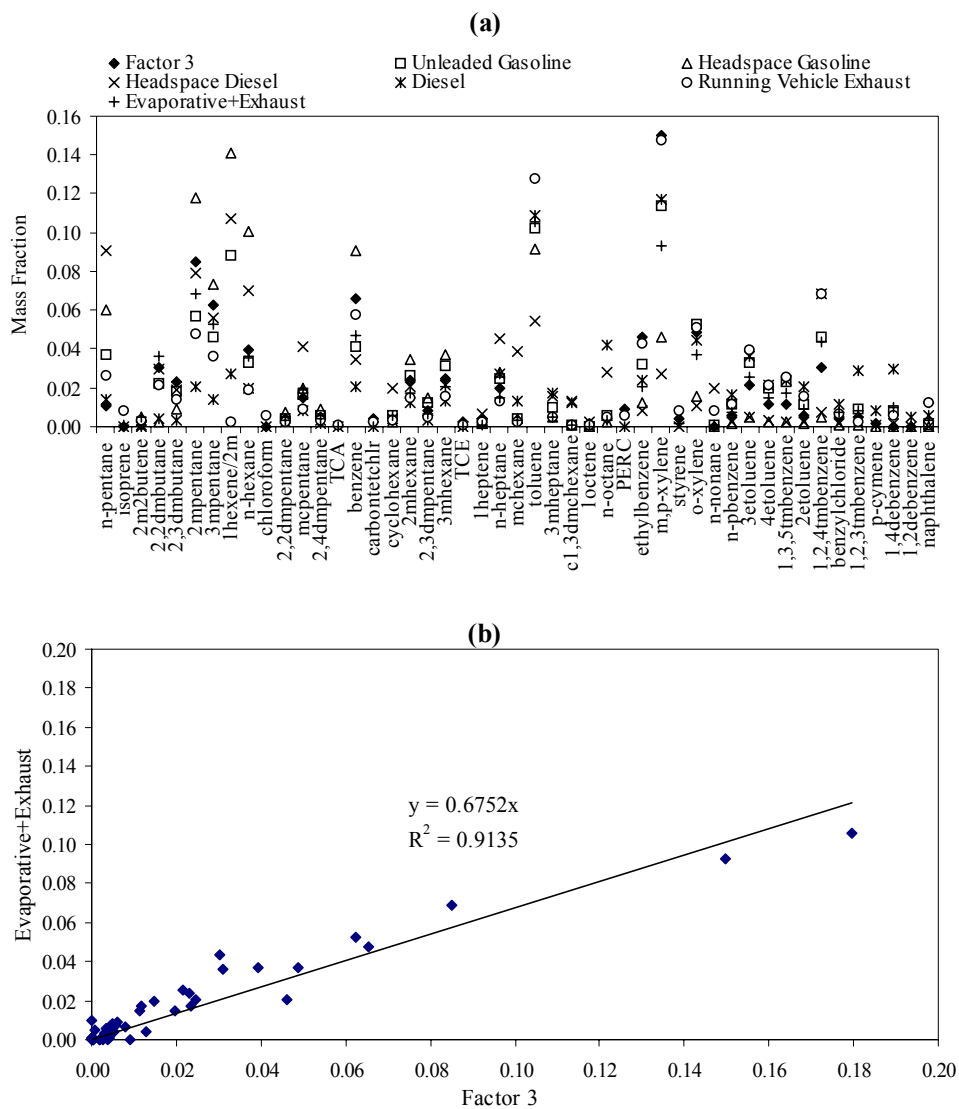 (a)
Factor 3 Unleaded Gasoline Headspace Gasoline
Headspace Diesel Diesel Running Vehicle Exhaust
Evaporative+Exhaust
Mass Fraction
0.16
0.14
0.12
0.10
0.08
0.06
0.04
0.02
0.00
n-pentane
isoprene
2m2butene
2,2dmbutane
2,3dmbutane
2mpentane
3mpentane
1hexene/2m
n-hexane
chloroform
2,2dmpentane
mcpentane
2,4dmpentane
TCA
benzene
carbontetchlr
cyclohexane
2mhexane
2,3dmpentane
3mhexane
TCE
1heptene
n-heptane
mchexane
toluene
3mheptane
c1,3dmchexane
1octene
n-octane
PERC
ethylbenzene
m,p-xylene
styrene
o-xylene
n-nonane
n-pbenzene
3etoluene
4etoluene
1,3,5tmbenzene
2etoluene
1,2,4tmbenzen
benzylchloride
1,2,3tmbenzen
p-cymene
1,4debenzene
1,2debenzene
naphthalene
(b)
Evaporative+Exhaust
0.20
0.18
0.16
0.14
0.12
0.10
0.08
0.06
0.04
0.02
0.00
y = 0.6752x
R² = 0.9135
0.00 0.02 0.04 0.06 0.08 0.10 0.12 0.14 0.16 0.18 0.20
Factor 3